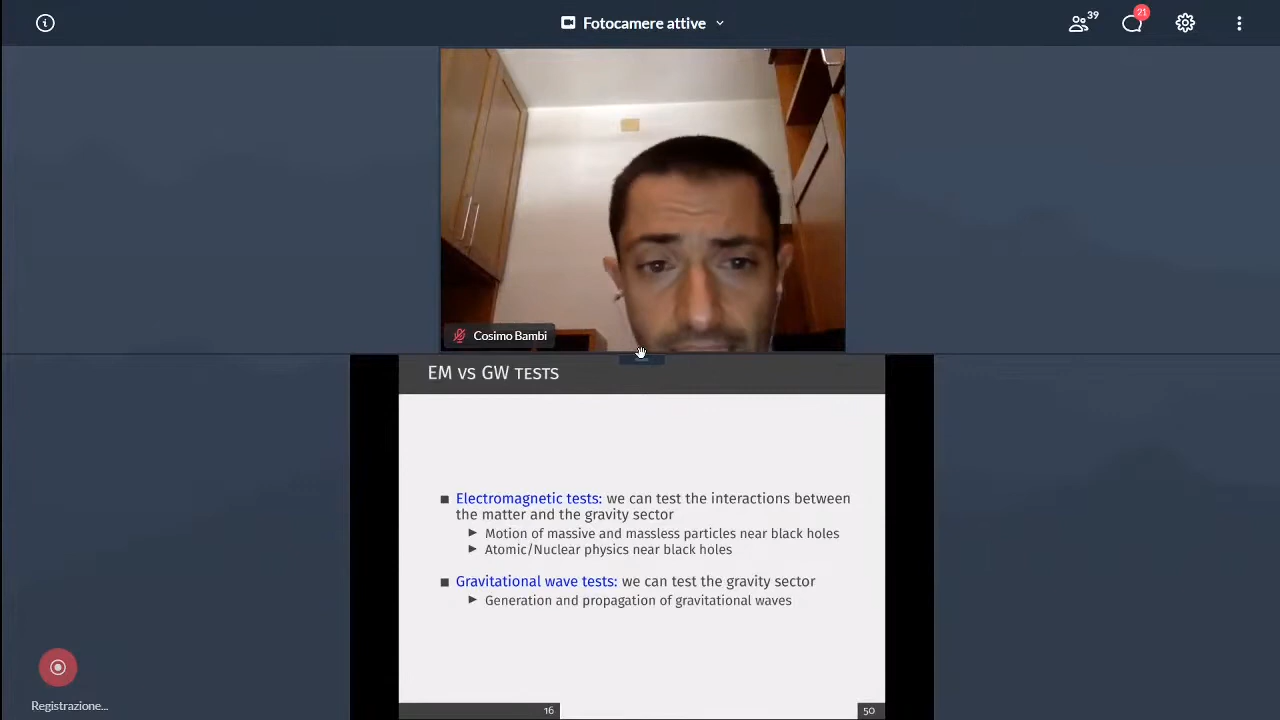 Fotocamere attive
39
21
Cosimo Bambi
EM VS GW TESTS
Electromagnetic tests: we can test the interactions between
the matter and the gravity sector
Motion of massive and massless particles near black holes
Atomic/Nuclear physics near black holes
Gravitational wave tests: we can test the gravity sector
Generation and propagation of gravitational waves
Registrazione...
16
50